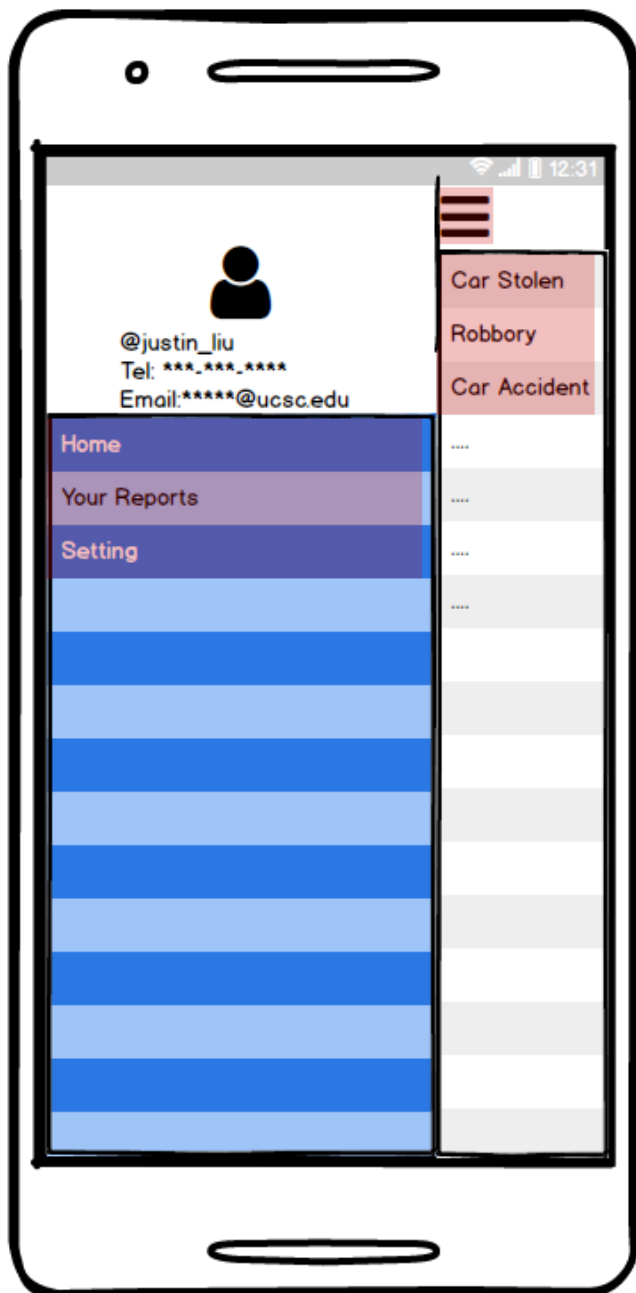 12:31
@justin_liu
Tel: ***-***-****
Email:*****@ucsc.edu
Home
Your Reports
Setting
Car Stolen
Robbory
Car Accident
....
....
....
....